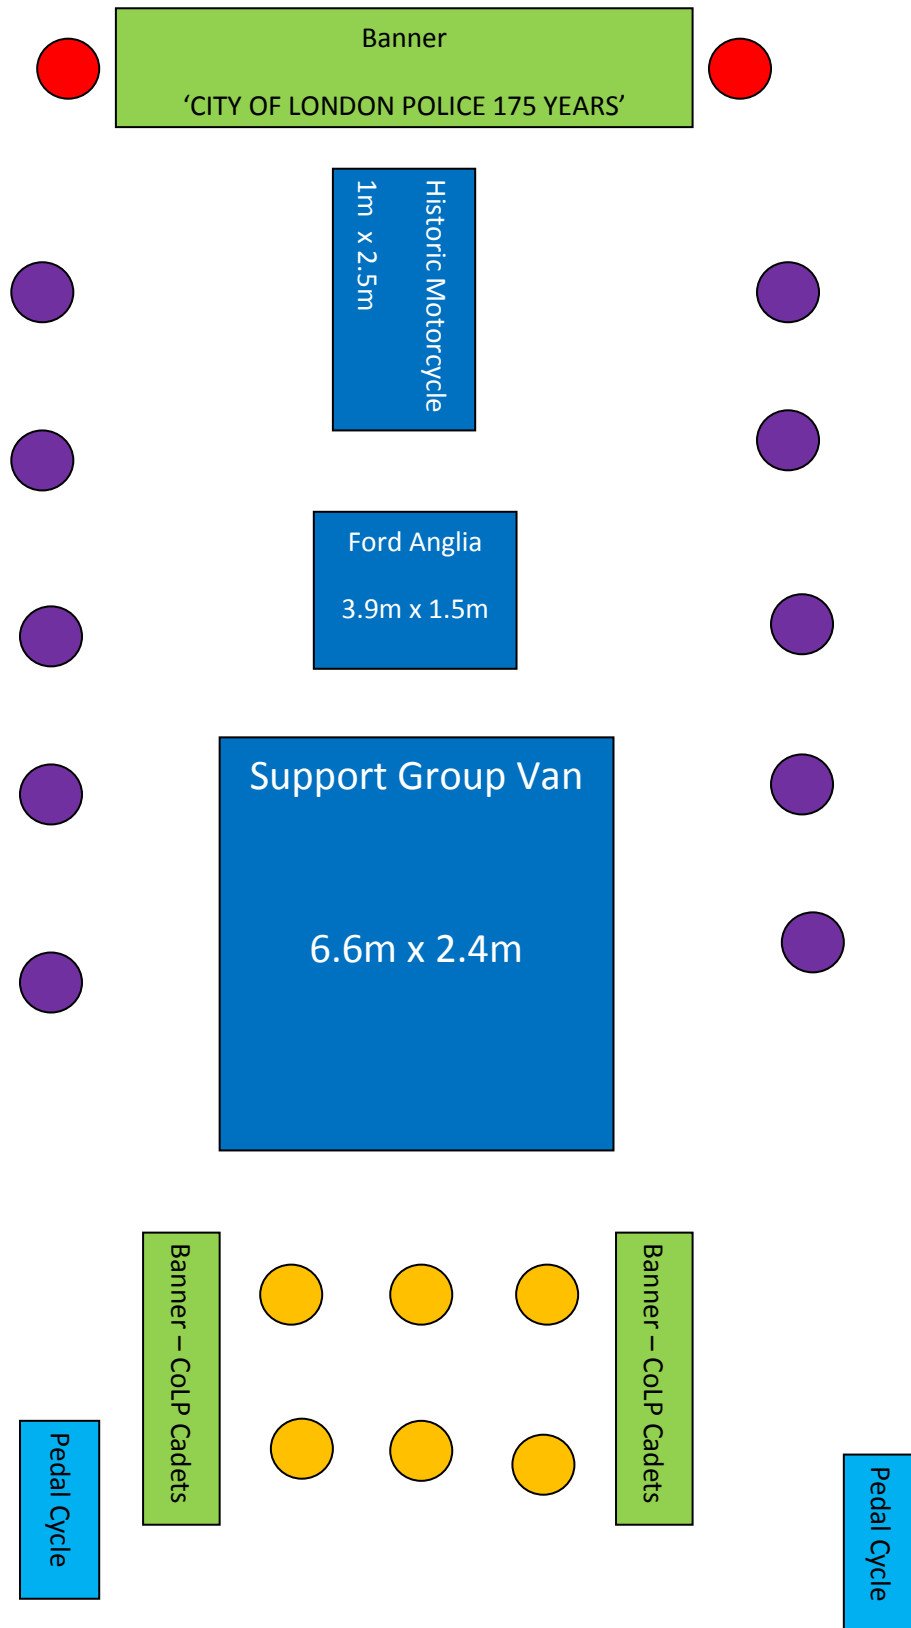 Banner
‘CITY OF LONDON POLICE 175 YEARS’
Historic Motorcycle
1m x 2.5m
Ford Anglia
3.9m x 1.5m
Support Group Van
6.6m x 2.4m
Banner – CoLP Cadets
Banner – CoLP Cadets
Pedal Cycle
Pedal Cycle